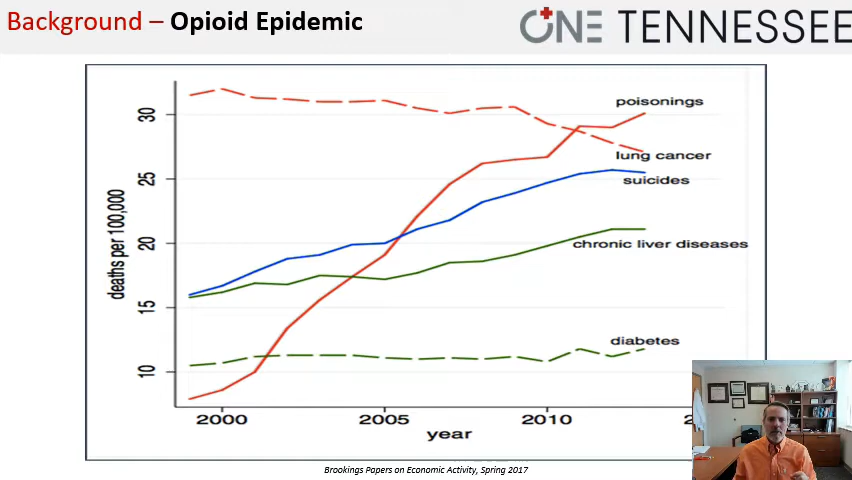 Background – Opioid Epidemic
ONE TENNESSEE
poisonings
lung cancer
suicides
chronic liver diseases
diabetes
deaths per 100,000
30
25
20
15
10
2000
2005
2010
year
Brookings Papers on Economic Activity, Spring 2017